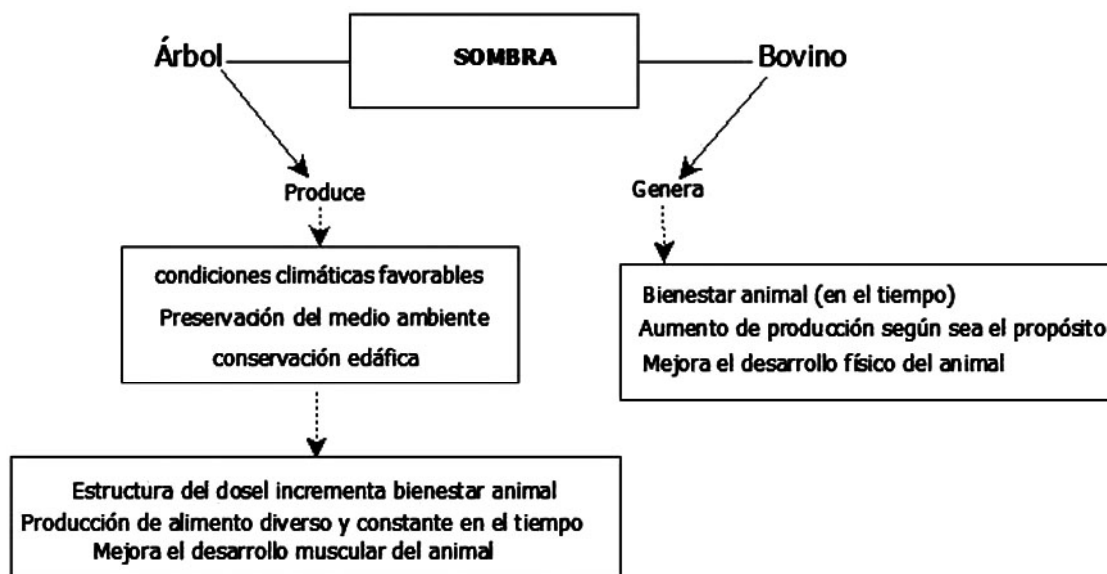 Árbol
SOMBRA
Bovino
Produce
Genera
condiciones climáticas favorables
Preservación del medio ambiente
conservación edáfica
Bienestar animal (en el tiempo)
Aumento de producción según sea el propósito
Mejora el desarrollo físico del animal
Estructura del dosel incrementa bienestar animal
Producción de alimento diverso y constante en el tiempo
Mejora el desarrollo muscular del animal